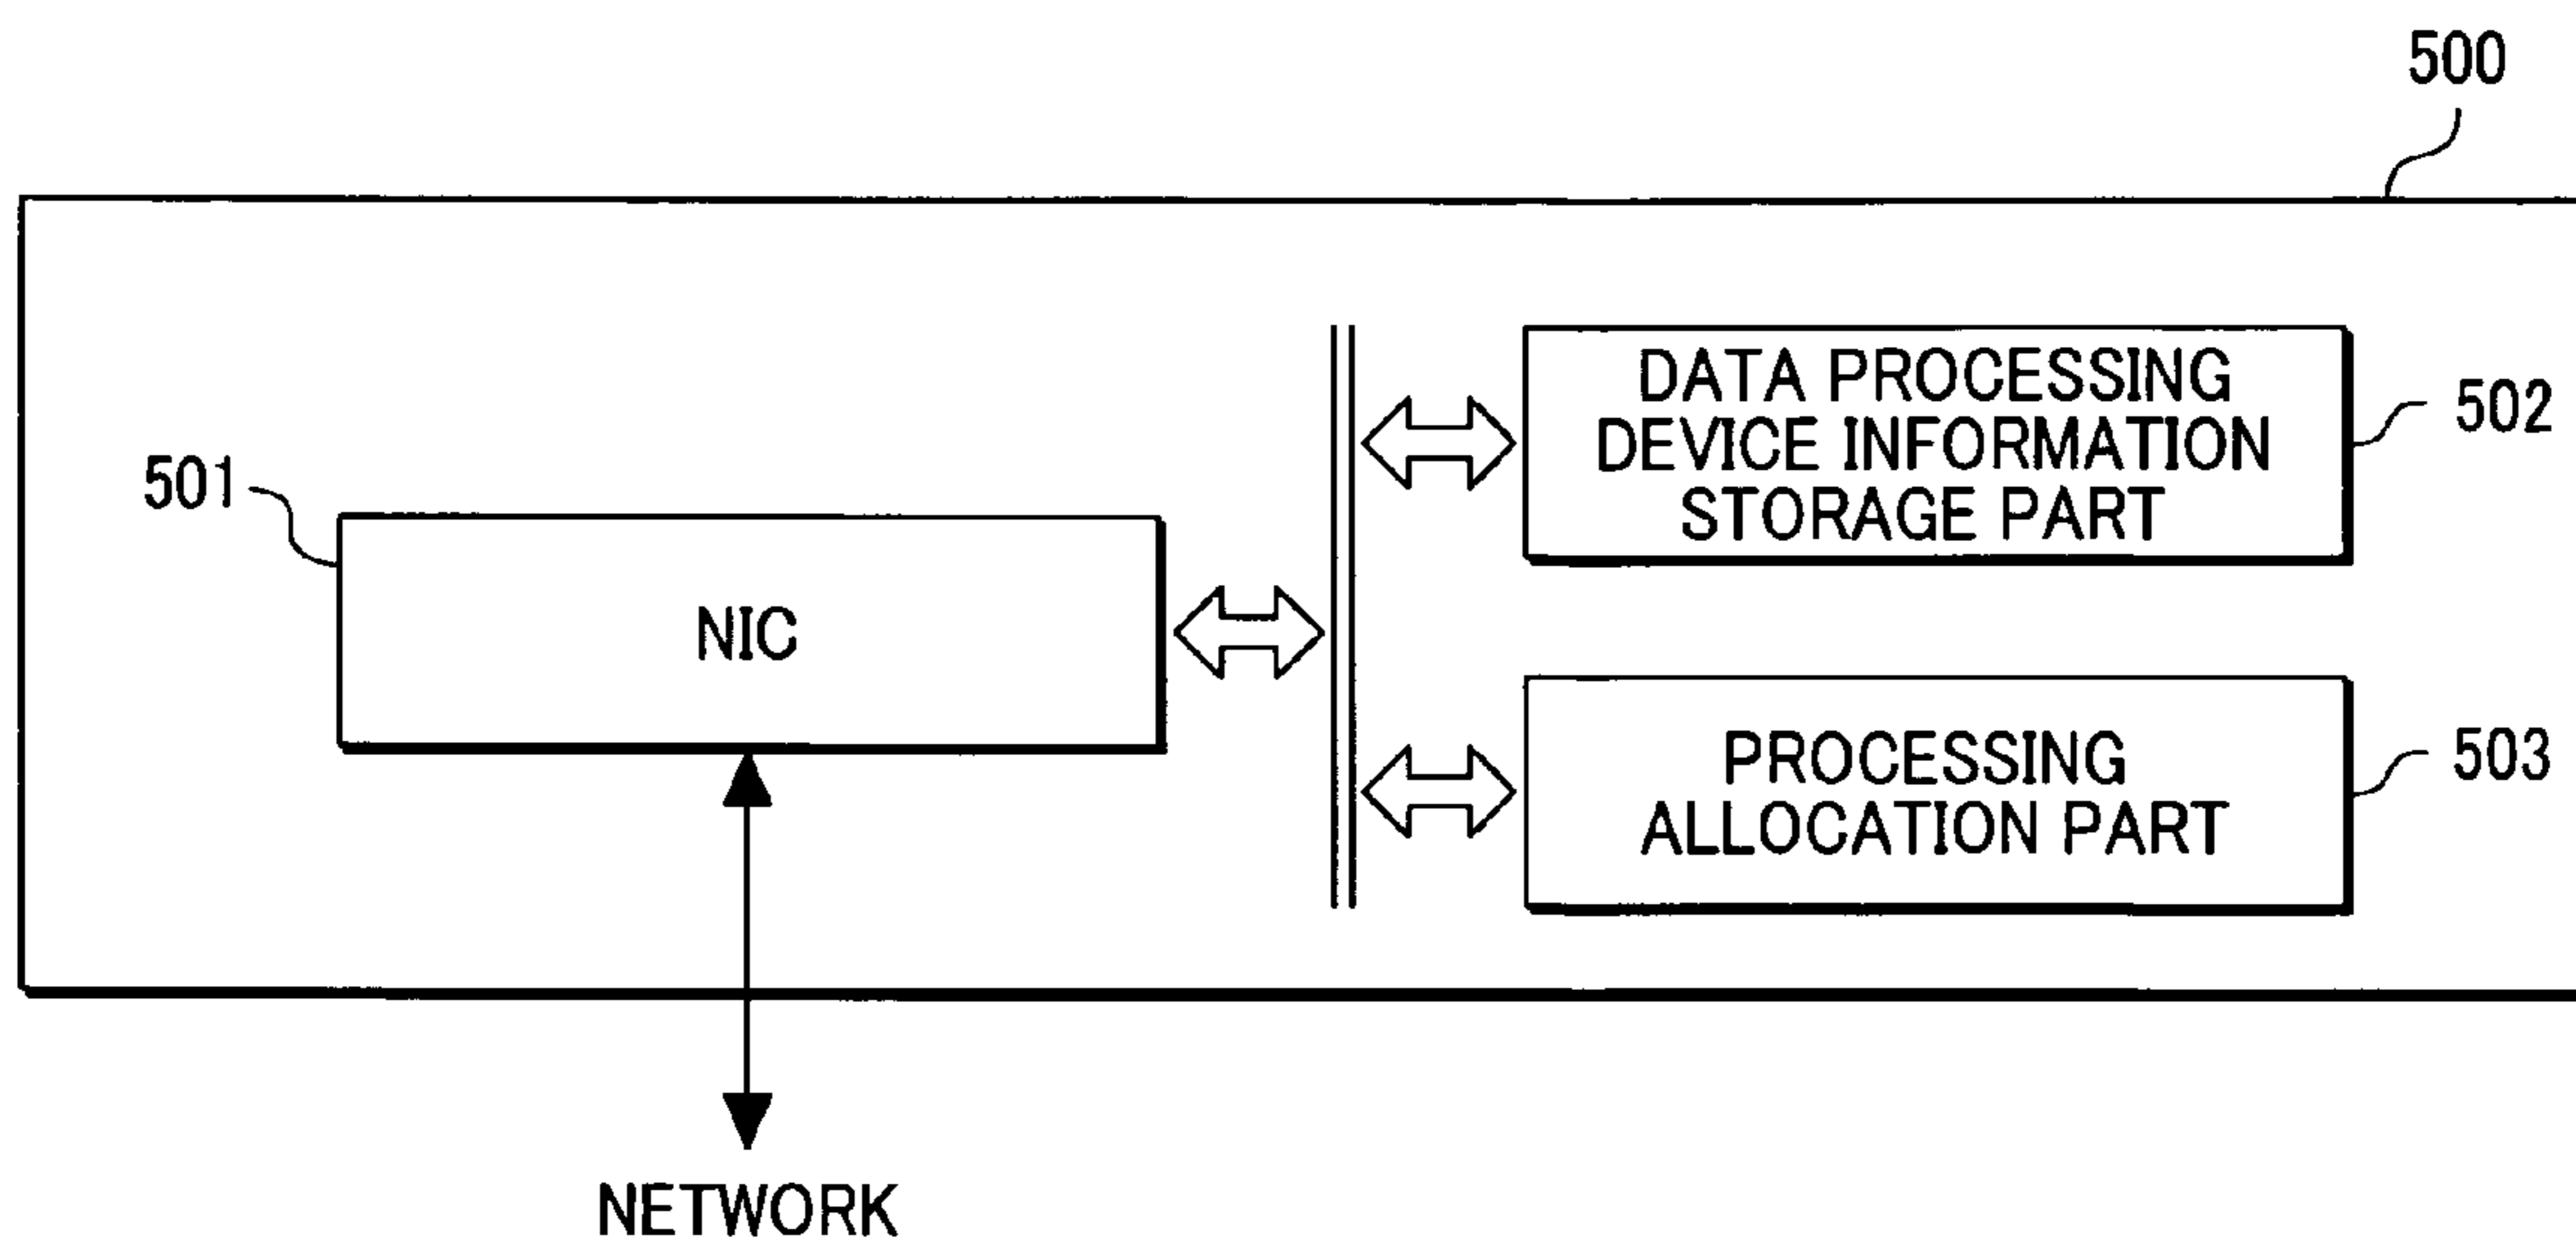 500
DATA PROCESSING
DEVICE INFORMATION
STORAGE PART
502
501
NIC
PROCESSING
ALLOCATION PART
503
NETWORK